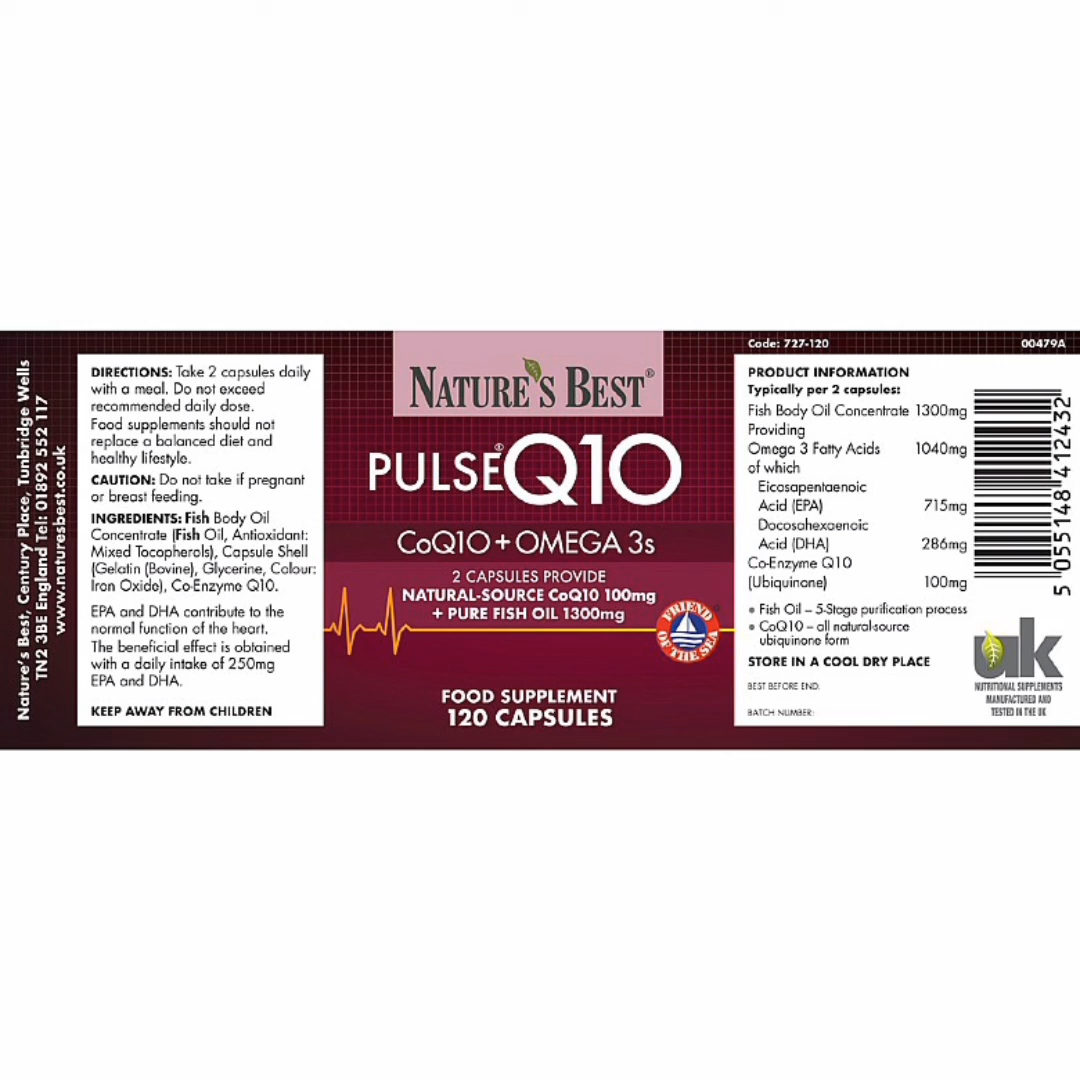 Nature's Best, Century Place, Tunbridge Wells
TN2 3BE England Tel: 01892 552 117
www.naturesbest.co.uk
DIRECTIONS: Take 2 capsules daily
with a meal. Do not exceed
recommended daily dose.
Food supplements should not
replace a balanced diet and
healthy lifestyle.
CAUTION: Do not take if pregnant
or breast feeding.
INGREDIENTS: Fish Body Oil
Concentrate (Fish Oil, Antioxidant:
Mixed Tocopherols), Capsule Shell
(Gelatin (Bovine), Glycerine, Colour:
Iron Oxide), Co-Enzyme Q10.
EPA and DHA contribute to the
normal function of the heart.
The beneficial effect is obtained
with a daily intake of 250mg
EPA and DHA.
KEEP AWAY FROM CHILDREN
NATURE'S BEST®
PULSE® Q10
CoQ10 + OMEGA 3s
2 CAPSULES PROVIDE
NATURAL-SOURCE CoQ10 100mg
+ PURE FISH OIL 1300mg
FRIEND
OF THE SEA®
FOOD SUPPLEMENT
120 CAPSULES
Code: 727-120 00479A
PRODUCT INFORMATION
Typically per 2 capsules:
Fish Body Oil Concentrate 1300mg
Providing
Omega 3 Fatty Acids 1040mg
of which
Eicosapentaenoic
Acid (EPA) 715mg
Docosahexaenoic
Acid (DHA) 286mg
Co-Enzyme Q10
(Ubiquinone) 100mg
• Fish Oil – 5-Stage purification process
• CoQ10 – all natural-source
ubiquinone form
STORE IN A COOL DRY PLACE
BEST BEFORE END:
BATCH NUMBER:
5 055148 412432
uk
NUTRITIONAL SUPPLEMENTS
MANUFACTURED AND
TESTED IN THE UK